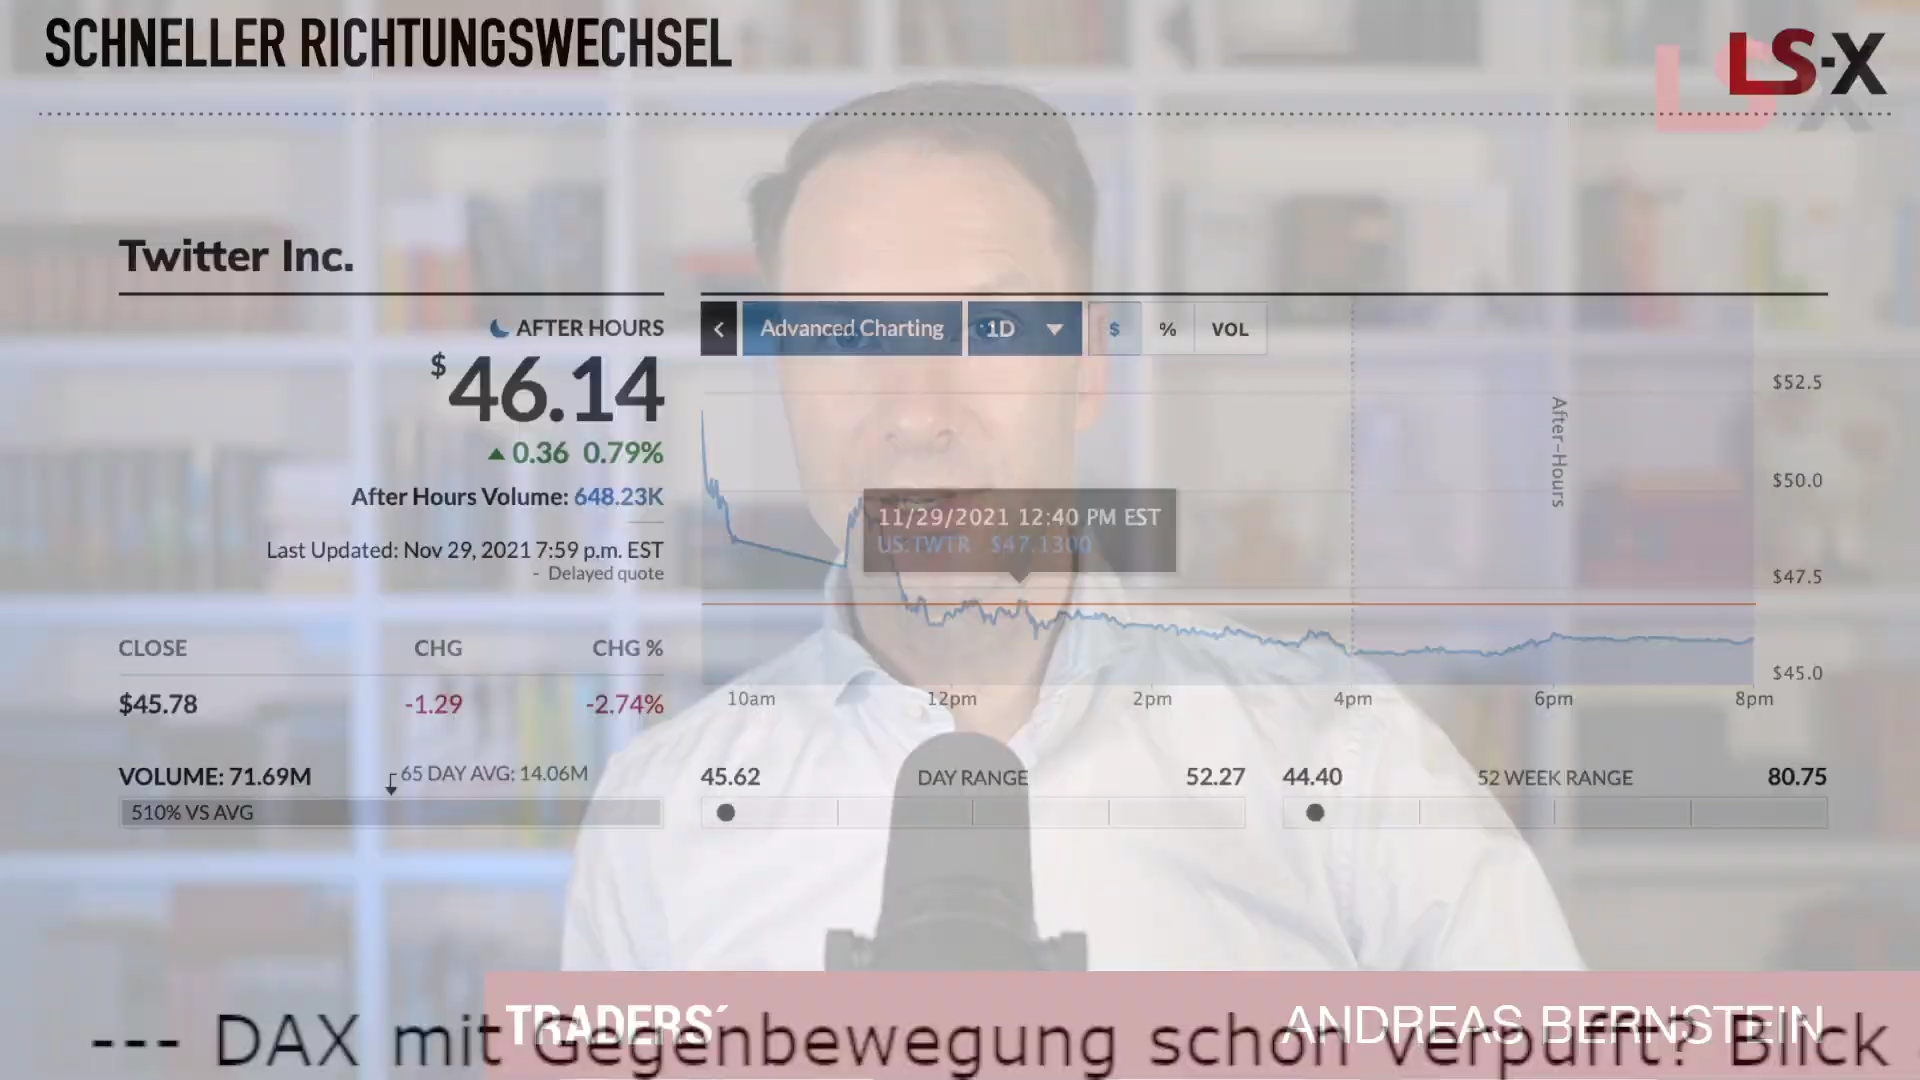 SCHNELLER RICHTUNGSWECHSEL
LS-X
LS X
Twitter Inc.
AFTER HOURS
$46.14
0.36 0.79%
After Hours Volume: 648.23K
Last Updated: Nov 29, 2021 7:59 p.m. EST
- Delayed quote
CLOSE CHG CHG %
$45.78 -1.29 -2.74%
VOLUME: 71.69M 65 DAY AVG: 14.06M
510% VS AVG
Advanced Charting 1D $ % VOL
$52.5
$50.0
$47.5
$45.0
After-Hours
11/29/2021 12:40 PM EST
US:TWTR $47.1300
10am 12pm 2pm 4pm 6pm 8pm
45.62 DAY RANGE 52.27
44.40 52 WEEK RANGE 80.75
TRADERS´ ANDREAS BERNSTEIN
--- DAX mit Gegenbewegung schon verpufft? Blick